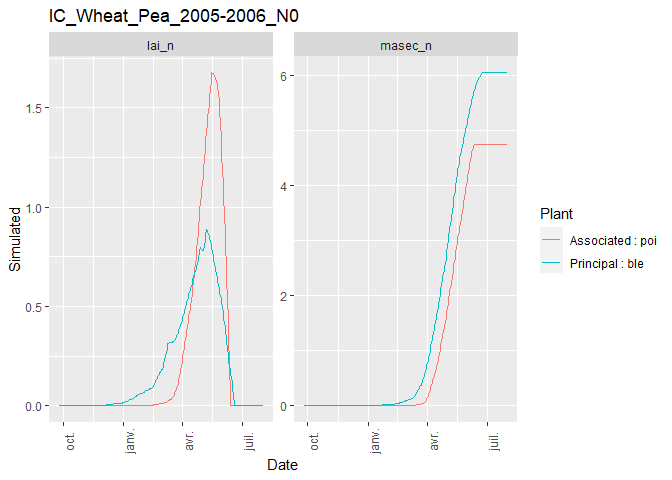 IC_Wheat_Pea_2005-2006_N0
lai_n
masec_n
Simulated
1.5
1.0
0.5
0.0
6
4
2
0
oct.
janv.
avr.
juil.
oct.
janv.
avr.
juil.
Date
Plant
Associated : poi
Principal : ble